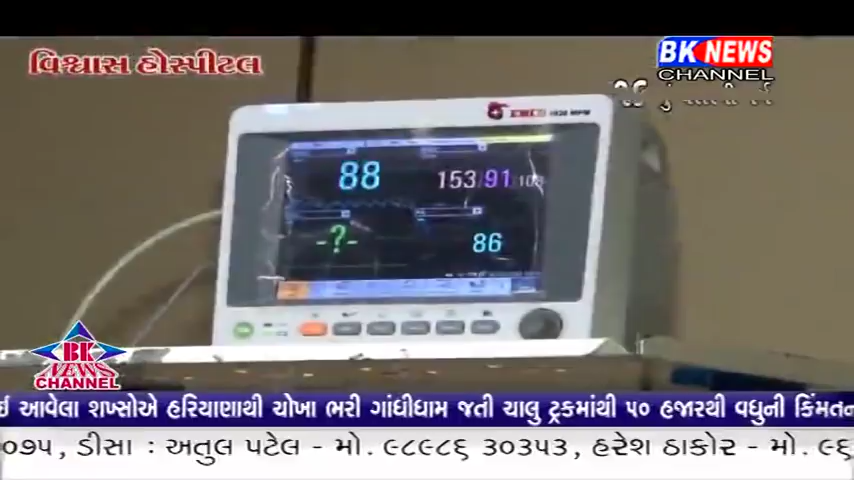 વિશ્વાસ હોસ્પીટલ
BK NEWS
CHANNEL
88
153/91/108
-?-
86
BK
NEWS
CHANNEL
આવેલા શખ્સોએ હરિયાણાથી ચોખા ભરી ગાંધીધામ જતી ચાલુ ટ્રકમાંથી ૫૦ હજારથી વધુની કિંમતન
૦૭૫, ડીસા : અતુલ પટેલ - મો. ૯૮૯૮૬ ૩૦૩૫૩, હરેશ ઠાકોર - મો. ૯૬